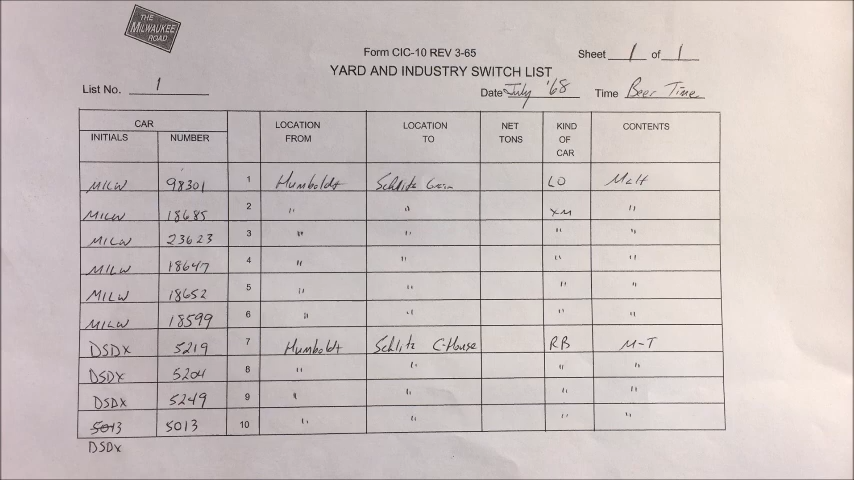 THE
MILWAUKEE
ROAD
Form CIC-10 REV 3-65
Sheet 1 of 1
YARD AND INDUSTRY SWITCH LIST
List No. 1
Date July '68 Time Beer Time
CAR LOCATION LOCATION NET KIND CONTENTS
INITIALS NUMBER FROM TO TONS OF
CAR
MILW 98301 1 Humboldt Schlitz LO Malt
MILW 18685 2 " " XM "
MILW 23623 3 " " " "
MILW 18647 4 " " " "
MILW 18652 5 " " " "
MILW 18599 6 " " " "
DSDX 5219 7 Humboldt Schlitz C-House RB M-T
DSDX 5204 8 " " " "
DSDX 5249 9 " " " "
5013 5013 10 " " " "
DSDX